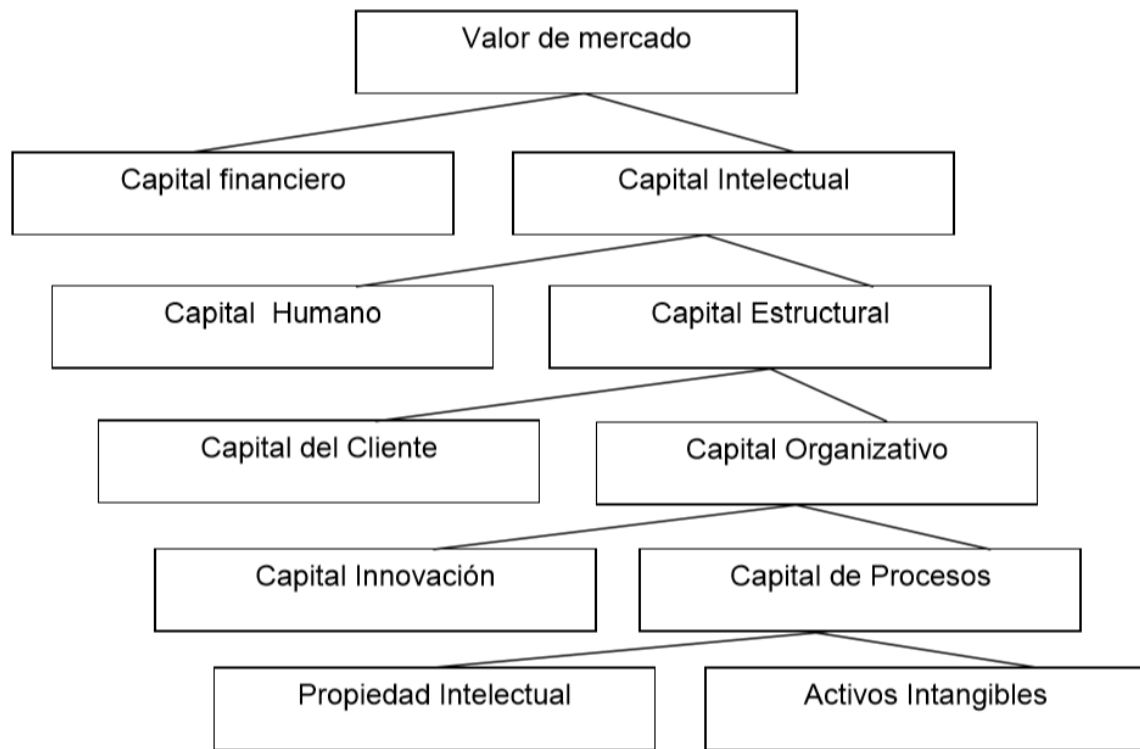 Valor de mercado
Capital financiero
Capital Intelectual
Capital  Humano
Capital Estructural
Capital del Cliente
Capital Organizativo
Capital Innovación
Capital de Procesos
Propiedad Intelectual
Activos Intangibles